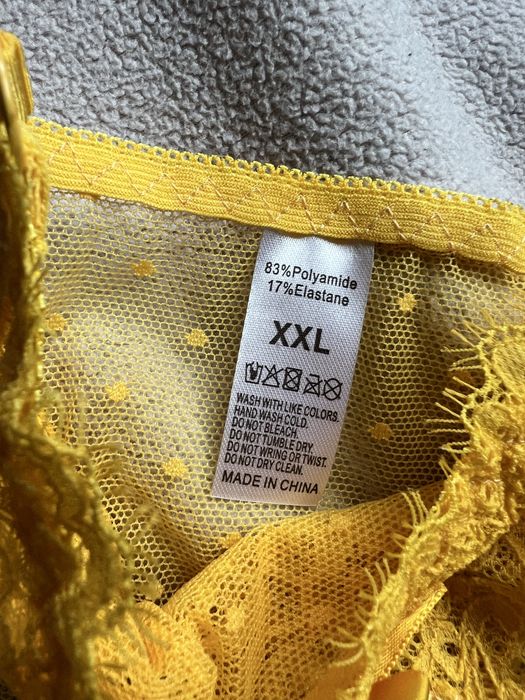 83%Polyamide
17%Elastane
XXL
WASH WITH LIKE COLORS.
HAND WASH COLD.
DO NOT BLEACH.
DO NOT TUMBLE DRY.
DO NOT WRING OR TWIST.
DO NOT DRY CLEAN.
MADE IN CHINA